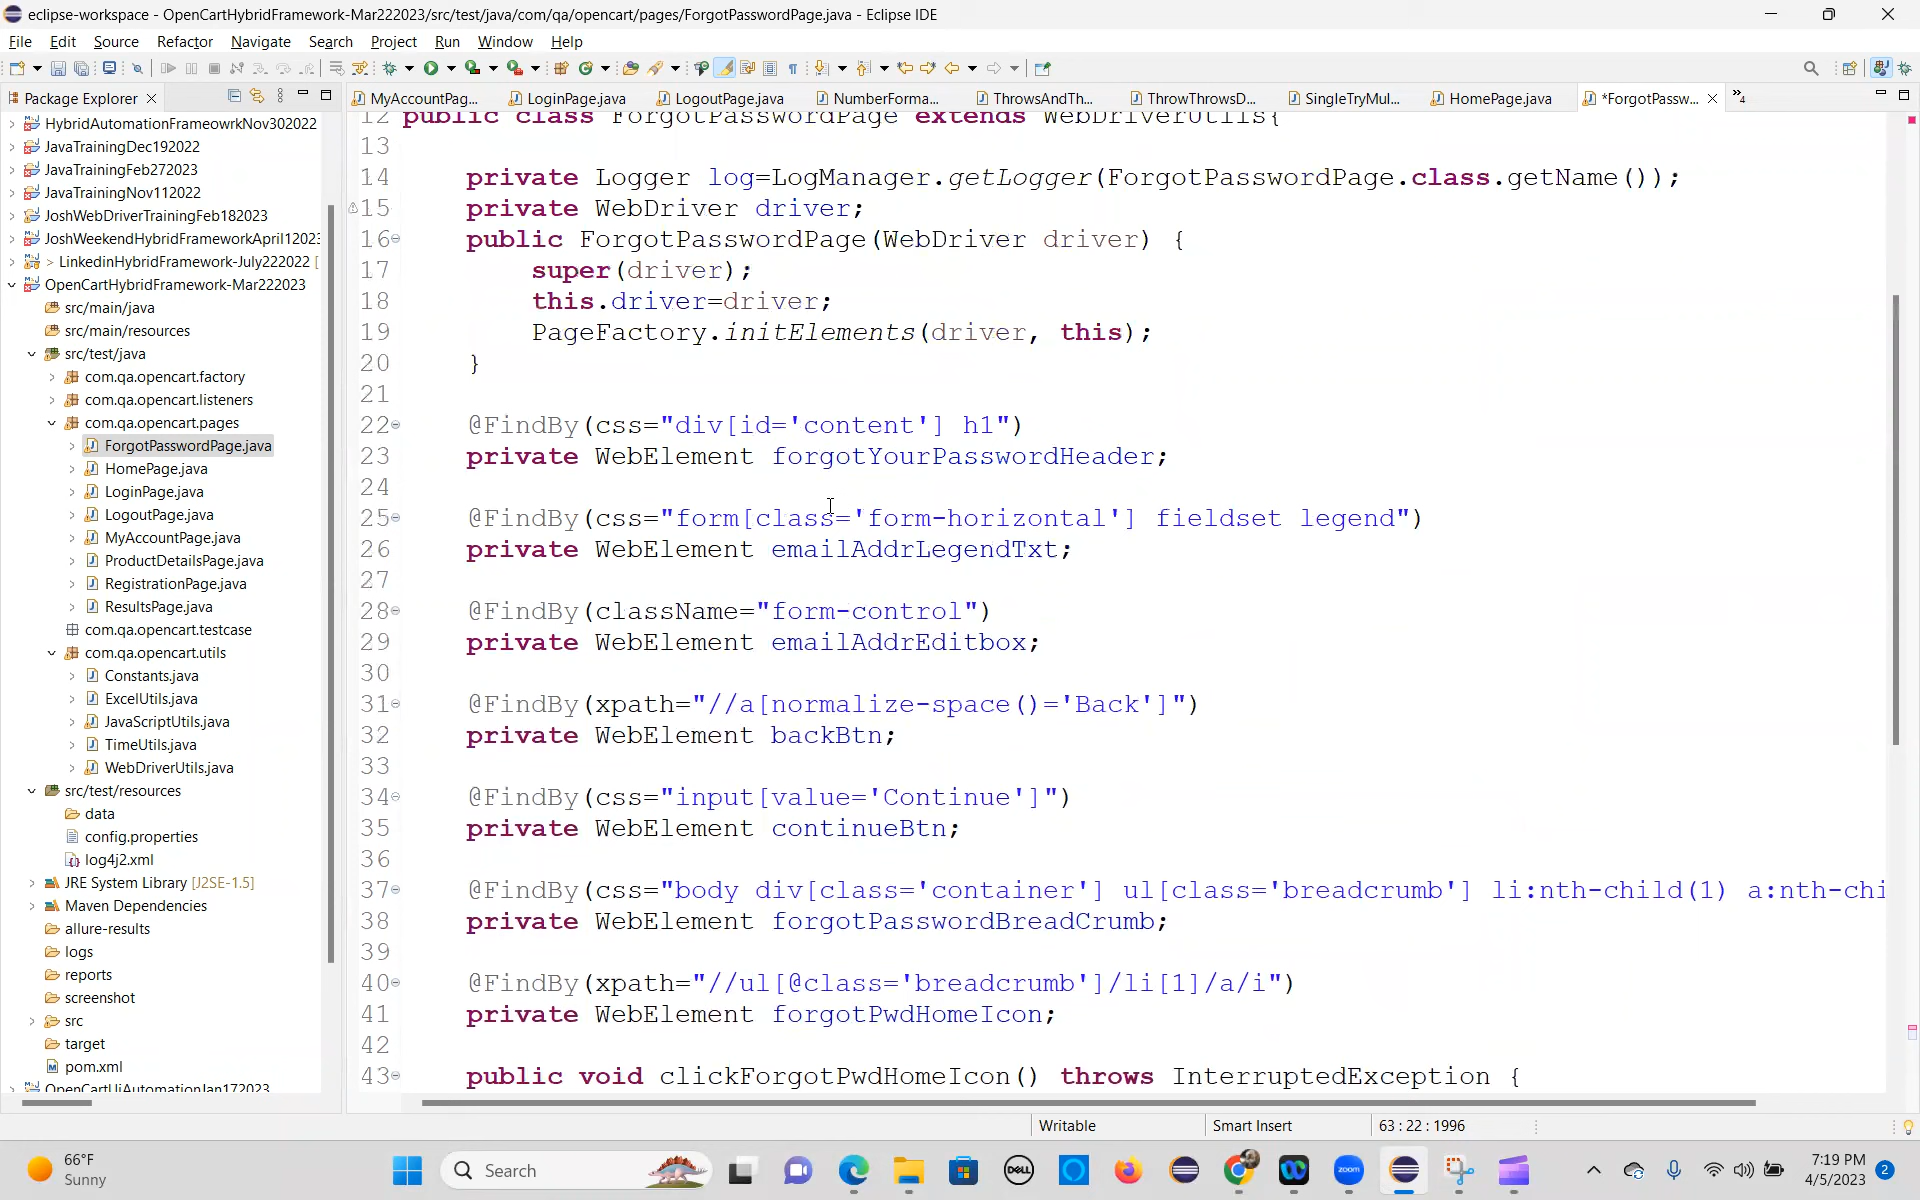 eclipse-workspace - OpenCartHybridFramework-Mar222023/src/test/java/com/qa/opencart/pages/ForgotPasswordPage.java - Eclipse IDE
File Edit Source Refactor Navigate Search Project Run Window Help
Package Explorer
MyAccountPag... LoginPage.java LogoutPage.java NumberForma... ThrowsAndTh... ThrowThrowsD... SingleTryMul... HomePage.java *ForgotPassw... »4
HybridAutomationFrameowrkNov302022
JavaTrainingDec192022
JavaTrainingFeb272023
JavaTrainingNov112022
JoshWebDriverTrainingFeb182023
JoshWeekendHybridFrameworkApril12023
> LinkedinHybridFramework-July222022 [
OpenCartHybridFramework-Mar222023
src/main/java
src/main/resources
src/test/java
com.qa.opencart.factory
com.qa.opencart.listeners
com.qa.opencart.pages
ForgotPasswordPage.java
HomePage.java
LoginPage.java
LogoutPage.java
MyAccountPage.java
ProductDetailsPage.java
RegistrationPage.java
ResultsPage.java
com.qa.opencart.testcase
com.qa.opencart.utils
Constants.java
ExcelUtils.java
JavaScriptUtils.java
TimeUtils.java
WebDriverUtils.java
src/test/resources
data
config.properties
log4j2.xml
JRE System Library [J2SE-1.5]
Maven Dependencies
allure-results
logs
reports
screenshot
src
target
pom.xml
OpenCartUiAutomationJan172023
12 public class ForgotPasswordPage extends WebDriverUtils{
13
14 private Logger log=LogManager.getLogger(ForgotPasswordPage.class.getName());
15 private WebDriver driver;
16 public ForgotPasswordPage(WebDriver driver) {
17 super(driver);
18 this.driver=driver;
19 PageFactory.initElements(driver, this);
20 }
21
22 @FindBy(css="div[id='content'] h1")
23 private WebElement forgotYourPasswordHeader;
24
25 @FindBy(css="form[class='form-horizontal'] fieldset legend")
26 private WebElement emailAddrLegendTxt;
27
28 @FindBy(className="form-control")
29 private WebElement emailAddrEditbox;
30
31 @FindBy(xpath="//a[normalize-space()='Back']")
32 private WebElement backBtn;
33
34 @FindBy(css="input[value='Continue']")
35 private WebElement continueBtn;
36
37 @FindBy(css="body div[class='container'] ul[class='breadcrumb'] li:nth-child(1) a:nth-chi
38 private WebElement forgotPasswordBreadCrumb;
39
40 @FindBy(xpath="//ul[@class='breadcrumb']/li[1]/a/i")
41 private WebElement forgotPwdHomeIcon;
42
43 public void clickForgotPwdHomeIcon() throws InterruptedException {
Writable Smart Insert 63 : 22 : 1996
66°F
Sunny
Search
DELL
zoom
7:19 PM
4/5/2023
2